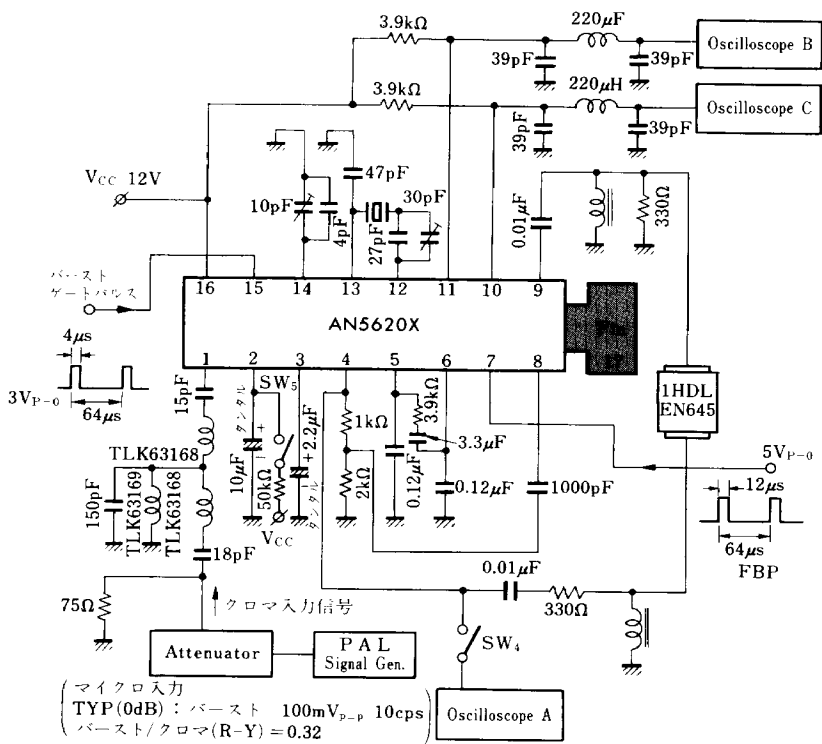 3.9kΩ
220μF
39pF
39pF
Oscilloscope B
3.9kΩ
220μH
39pF
39pF
Oscilloscope C
VCC 12V
47pF
10pF
4pF
30pF
27pF
0.01μF
330Ω
バースト
ゲートパルス
16 15 14 13 12 11 10 9
AN5620X
1 2 3 4 5 6 7 8
4μs
3VP-0
64μs
15pF
TLK63168
150pF
TLK63169
TLK63168
18pF
75Ω
SW5
タンタル
10μF
50kΩ
VCC
2.2μF
タンタル
1kΩ
2kΩ
3.9kΩ
3.3μF
0.12μF
0.12μF
1000pF
1HDL
EN645
5VP-0
12μs
64μs
FBP
0.01μF
330Ω
クロマ入力信号
SW4
Attenuator
PAL
Signal Gen.
Oscilloscope A
マイクロ入力
TYP(0dB) : バースト 100mVp-p 10cps
バースト/クロマ(R-Y) = 0.32